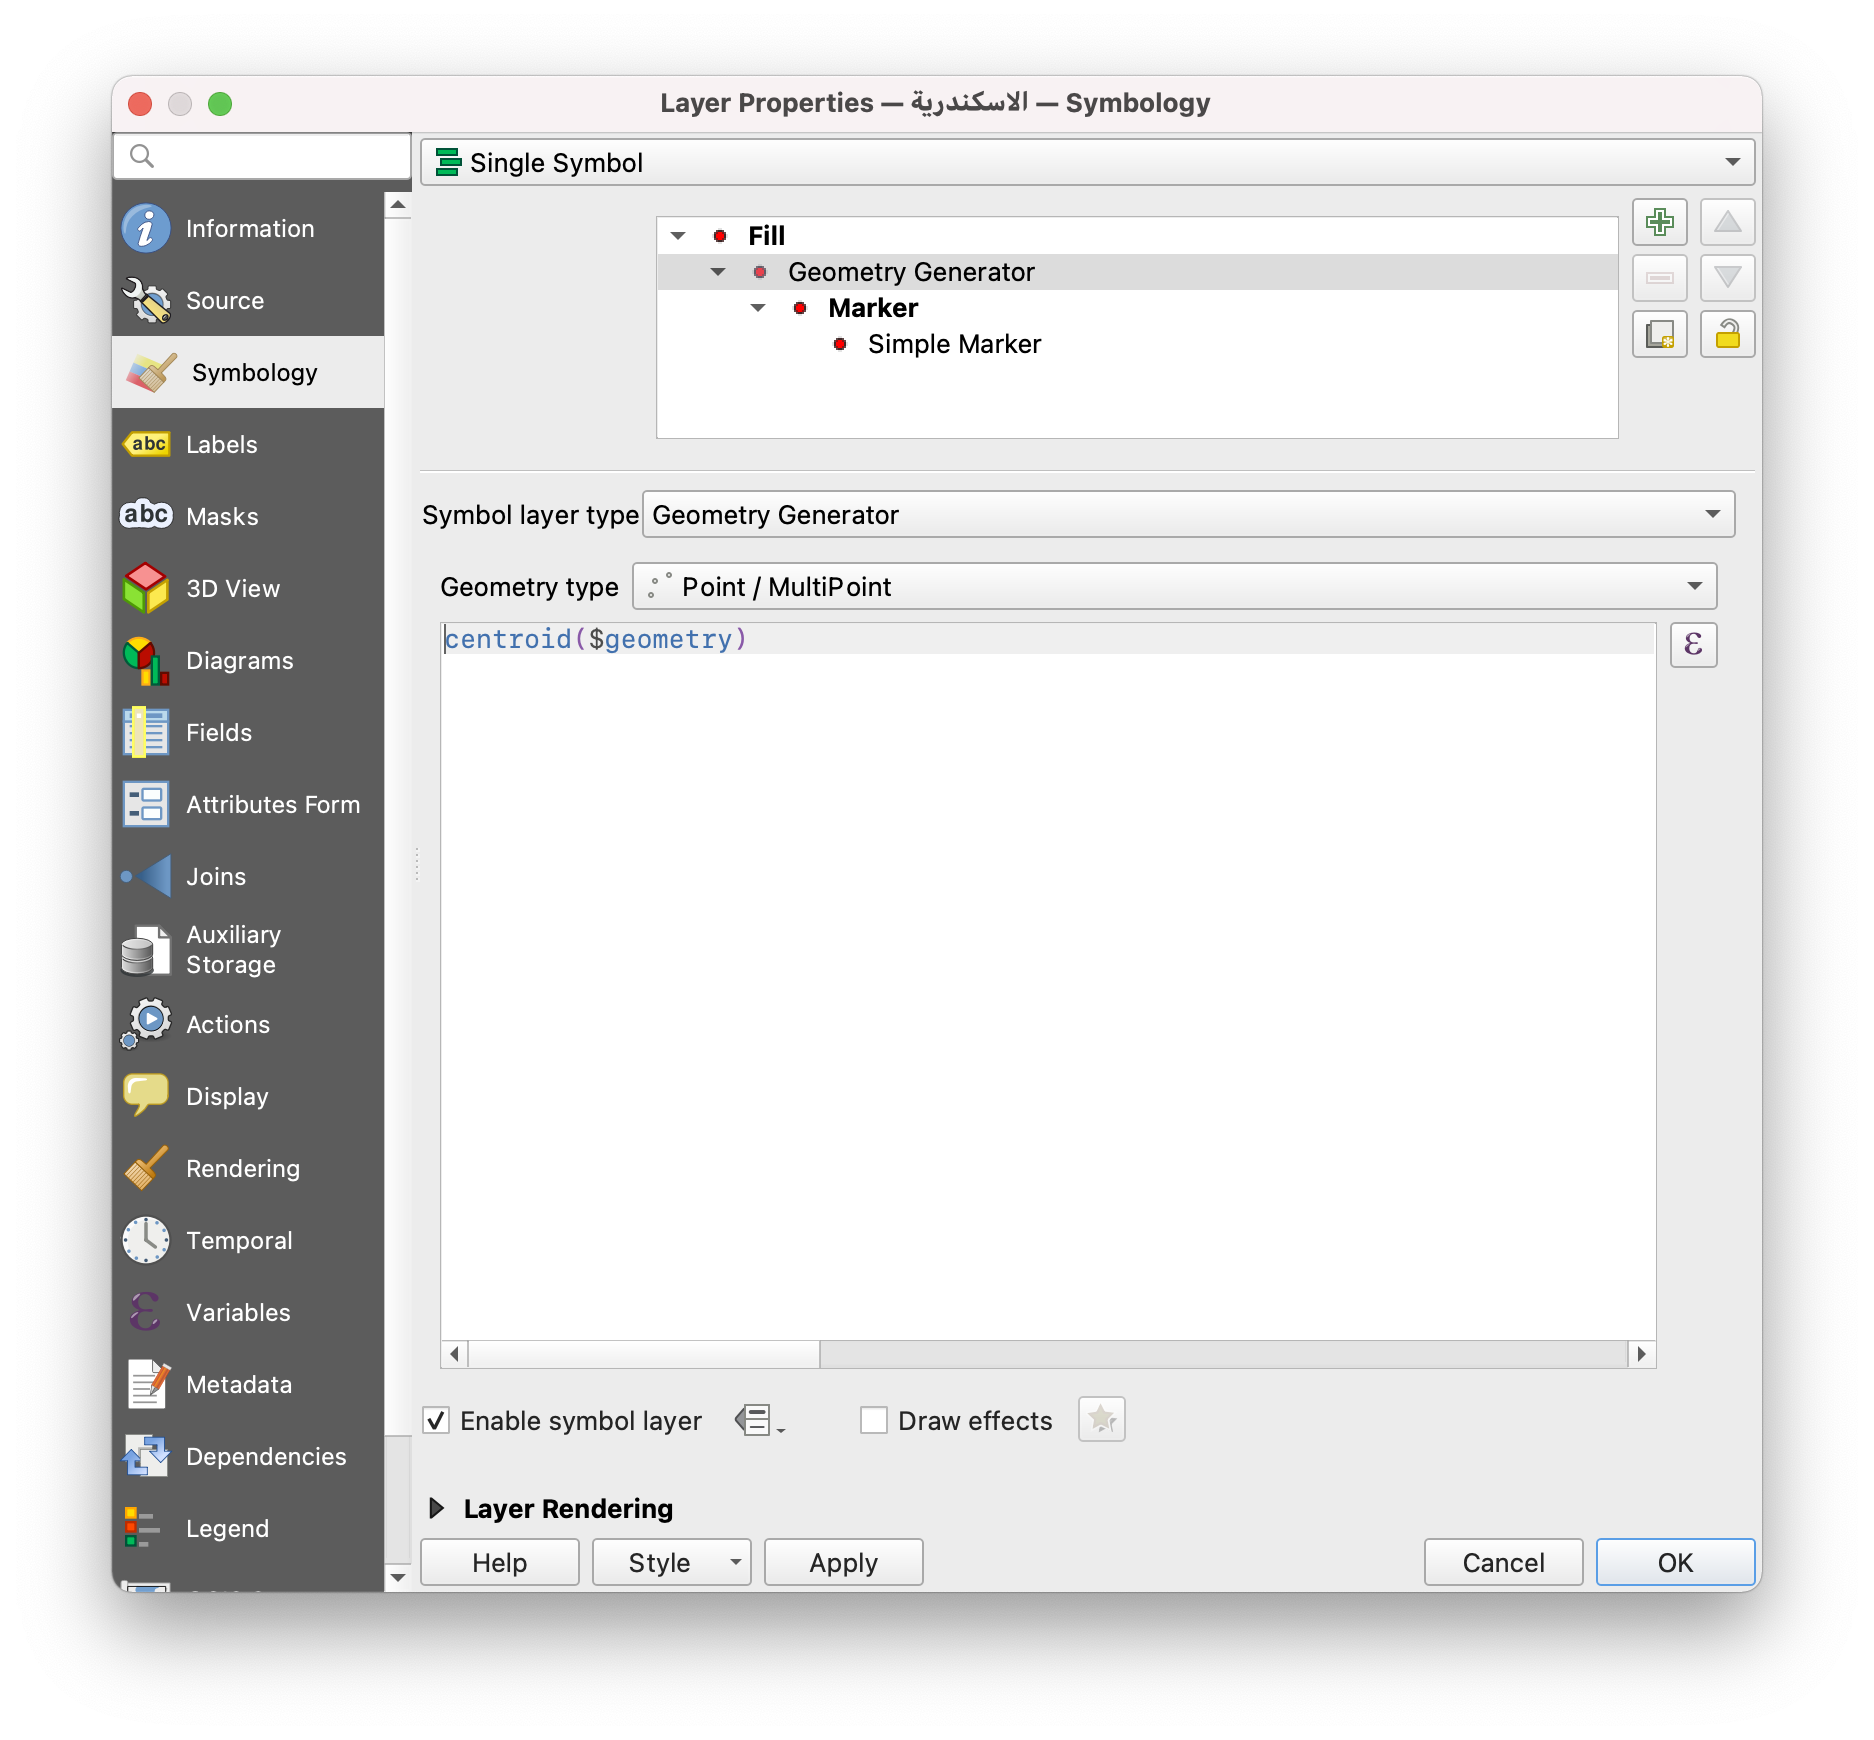 Layer Properties — الاسكندرية — Symbology
Information
Source
Symbology
abc Labels
abc Masks
3D View
Diagrams
Fields
Attributes Form
Joins
Auxiliary
Storage
Actions
Display
Rendering
Temporal
Variables
Metadata
Dependencies
Legend
Single Symbol
Fill
Geometry Generator
Marker
Simple Marker
Symbol layer type Geometry Generator
Geometry type Point / MultiPoint
centroid($geometry)
ε
Enable symbol layer
Draw effects
Layer Rendering
Help
Style
Apply
Cancel
OK